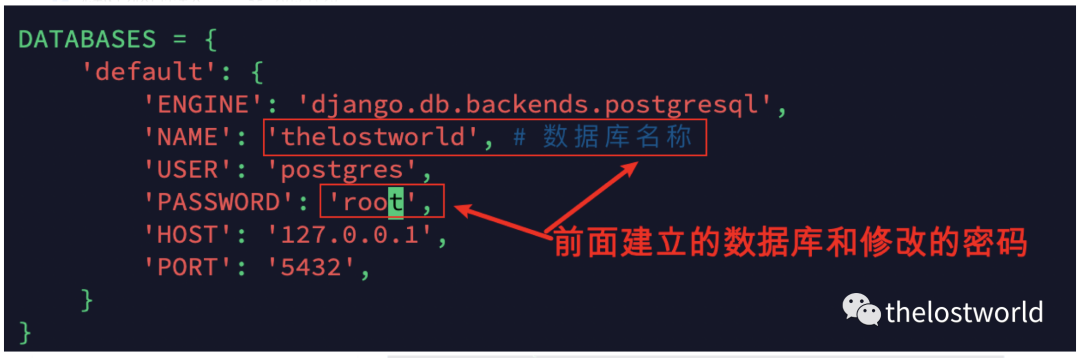 DATABASES = {
'default': {
'ENGINE': 'django.db.backends.postgresql',
'NAME': 'thelostworld', # 数据库名称
'USER': 'postgres',
'PASSWORD': 'root',
'HOST': '127.0.0.1',
前面建立的数据库和修改的密码
'PORT': '5432',
}
thelostworld
}